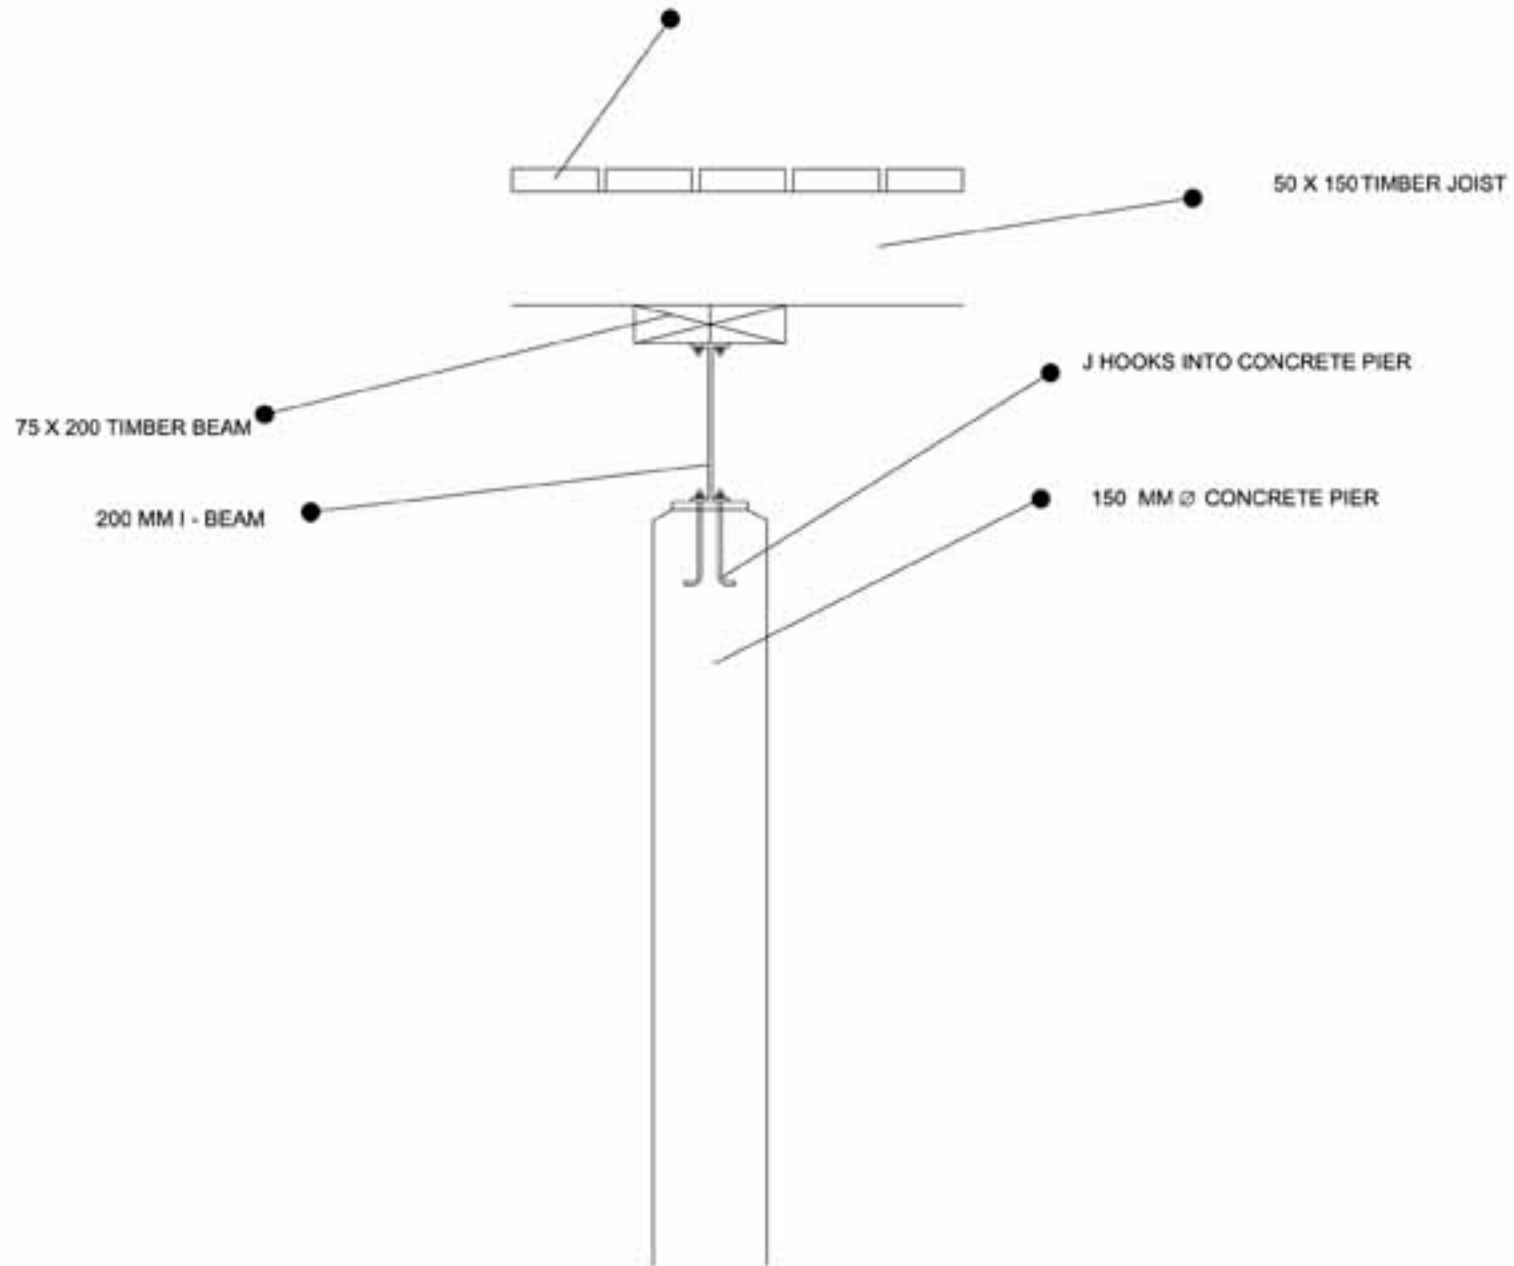 50 X 150 TIMBER JOIST
J HOOKS INTO CONCRETE PIER
75 X 200 TIMBER BEAM
150 MM Ø CONCRETE PIER
200 MM I - BEAM